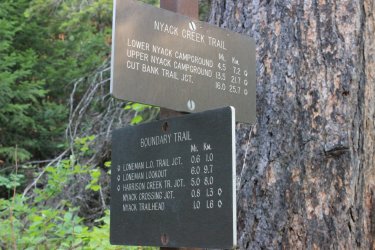 NYACK CREEK TRAIL
Mi. Km.
LOWER NYACK CAMPGROUND 4.5 7.2
UPPER NYACK CAMPGROUND 13.5 21.7
CUT BANK TRAIL JCT. 16.0 25.7
BOUNDARY TRAIL
Mi. Km.
LONEMAN L.O. TRAIL JCT. 0.6 1.0
LONEMAN LOOKOUT 6.0 9.7
HARRISON CREEK TR. JCT. 5.0 8.0
NYACK CROSSING JCT. 0.8 1.3
NYACK TRAILHEAD 1.0 1.6